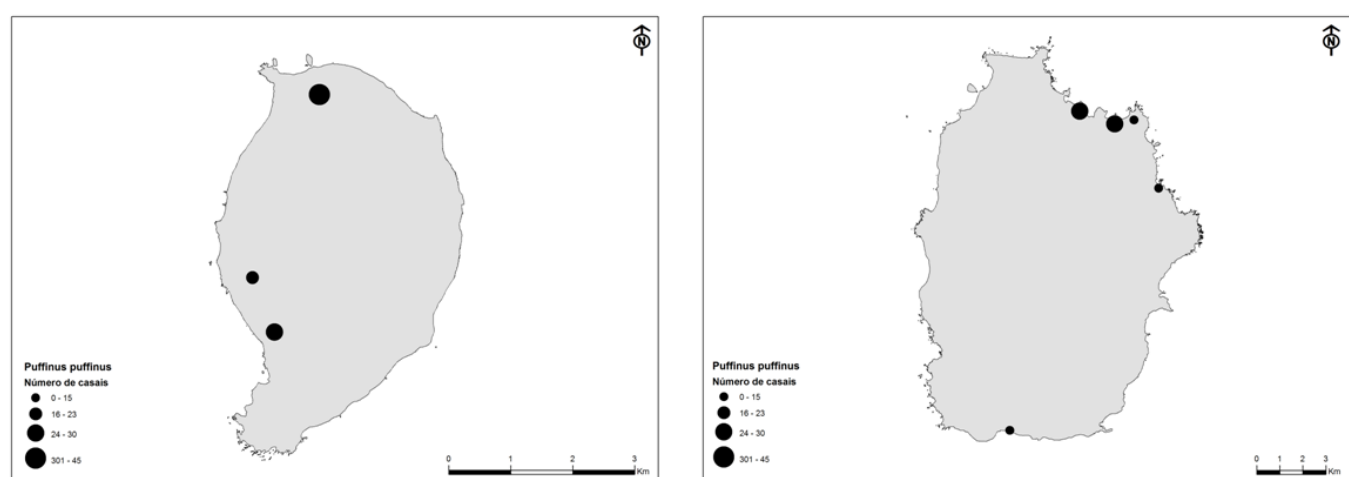 N
Puffinus puffinus
Número de casais
0 - 15
16 - 23
24 - 30
301 - 45
0 1 2 3
Km
N
Puffinus puffinus
Número de casais
0 - 15
16 - 23
24 - 30
301 - 45
0 1 2 3
Km